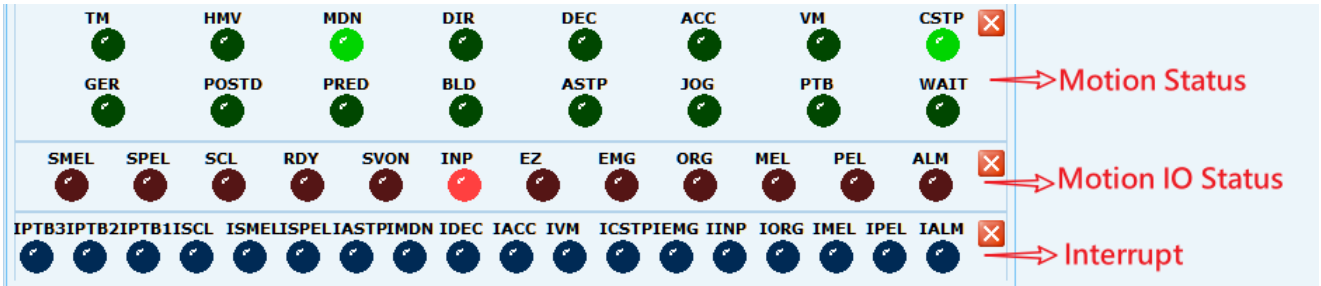 TM HMV MDN DIR DEC ACC VM CSTP
GER POSTD PRED BLD ASTP JOG PTB WAIT
Motion Status
SMEL SPEL SCL RDY SVON INP EZ EMG ORG MEL PEL ALM
Motion IO Status
IPTB3IPTB2IPTB1ISCL ISMELISPELIASTPIMDN IDEC IACC IVM ICSTPIEMG IINP IORG IMEL IPEL IALM
Interrupt